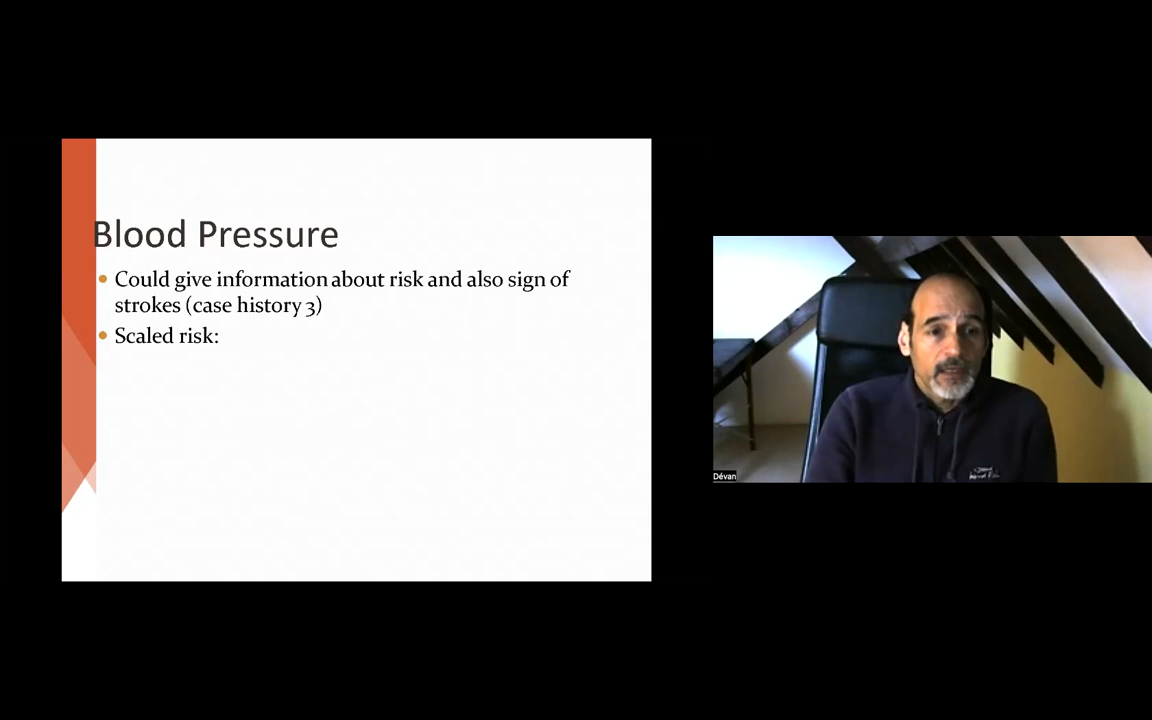 Blood Pressure
Could give information about risk and also sign of
strokes (case history 3)
Scaled risk:
Dévan